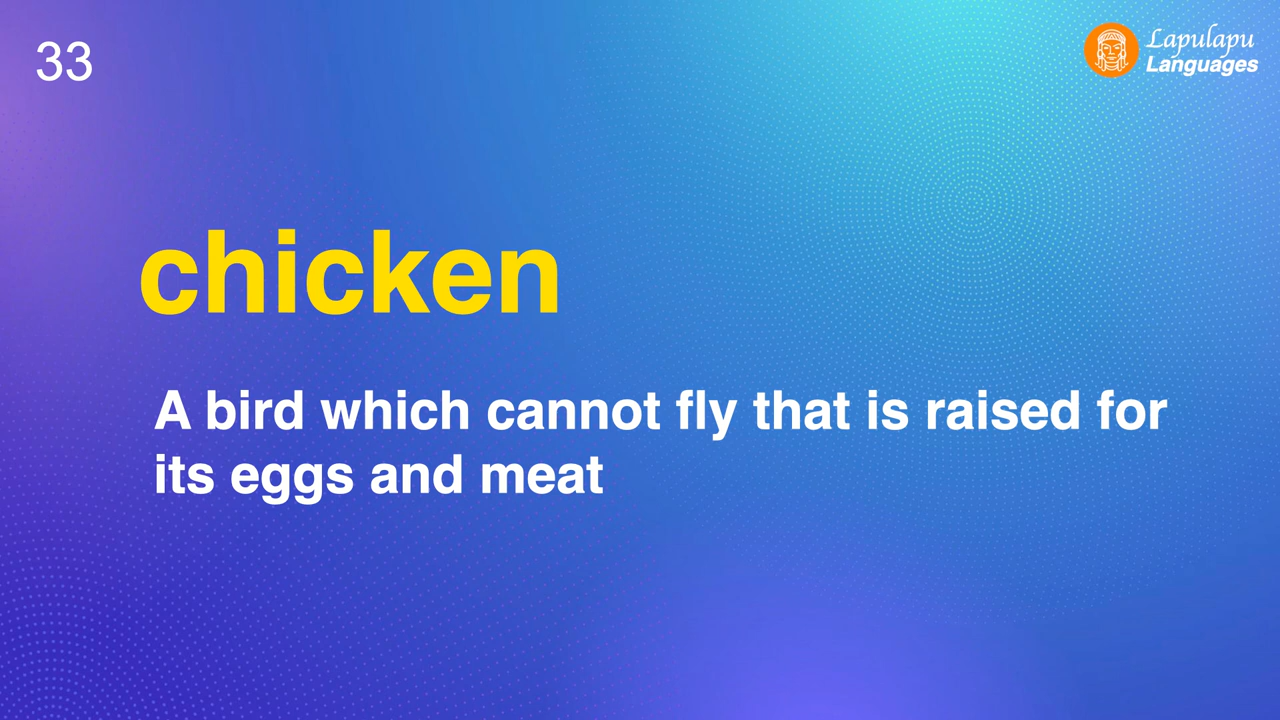 33
Lapulapu
Languages
chicken
A bird which cannot fly that is raised for
its eggs and meat